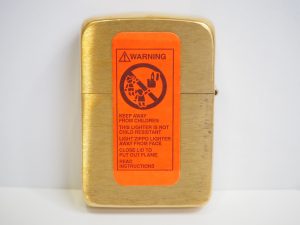 WARNING
KEEP AWAY
FROM CHILDREN
THIS LIGHTER IS NOT
CHILD RESISTANT.
LIGHT ZIPPO LIGHTER
AWAY FROM FACE
CLOSE LID TO
PUT OUT FLAME
READ
INSTRUCTIONS